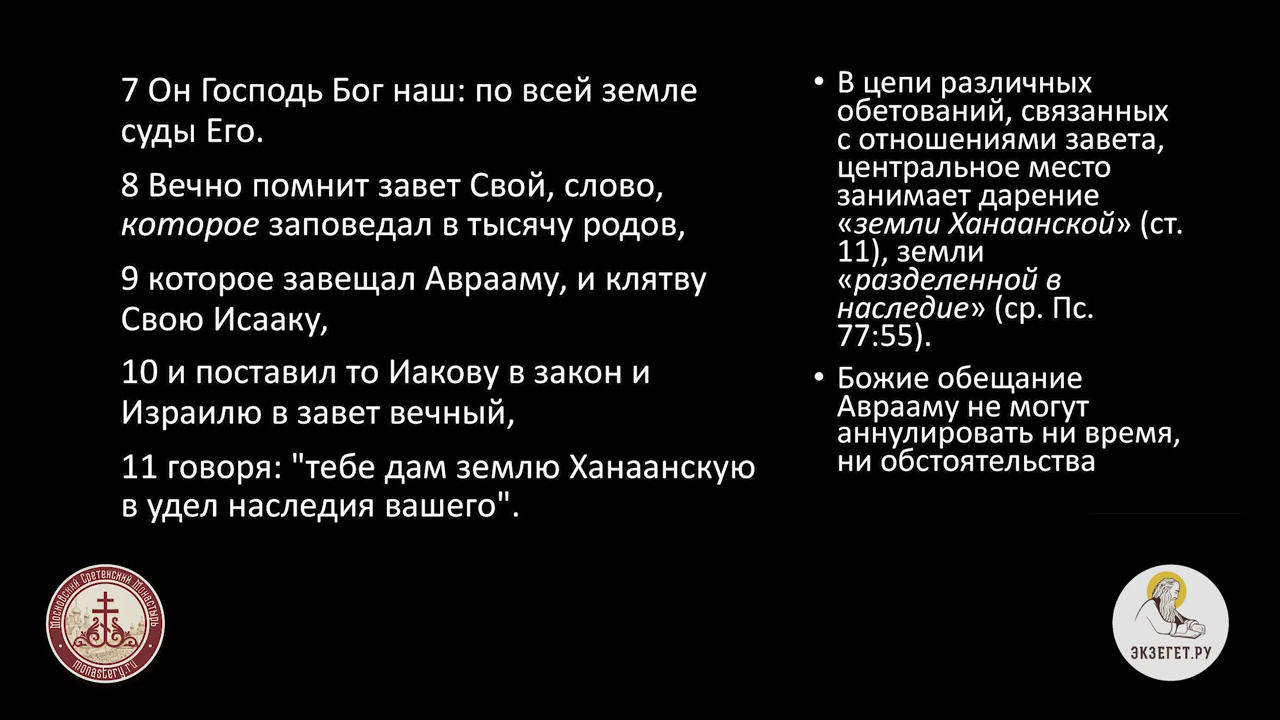 7 Он Господь Бог наш: по всей земле
суды Его.
8 Вечно помнит завет Свой, слово,
которое заповедал в тысячу родов,
9 которое завещал Аврааму, и клятву
Свою Исааку,
10 и поставил то Иакову в закон и
Израилю в завет вечный,
11 говоря: "тебе дам землю Ханаанскую
в удел наследия вашего".
• В цепи различных
обетований, связанных
с отношениями завета,
центральное место
занимает дарение
«земли Ханаанской» (ст.
11), земли
«разделенной в
наследие» (ср. Пс.
77:55).
• Божие обещание
Аврааму не могут
аннулировать ни время,
ни обстоятельства
Московский Сретенский Монастырь
monastery.ru
ЭКЗЕГЕТ.РУ